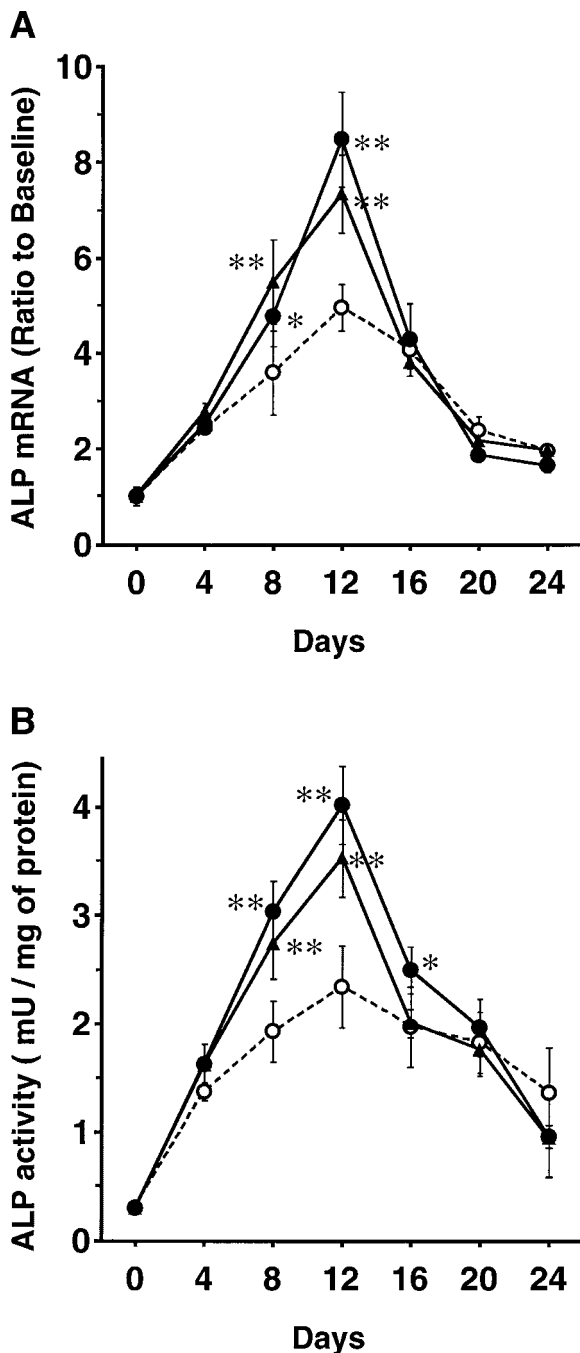 A
ALP mRNA (Ratio to Baseline)
10
8
6
4
2
0
**
**
**
*
0 4 8 12 16 20 24
Days
B
ALP activity ( mU / mg of protein)
4
3
2
1
0
**
**
**
**
*
0 4 8 12 16 20 24
Days